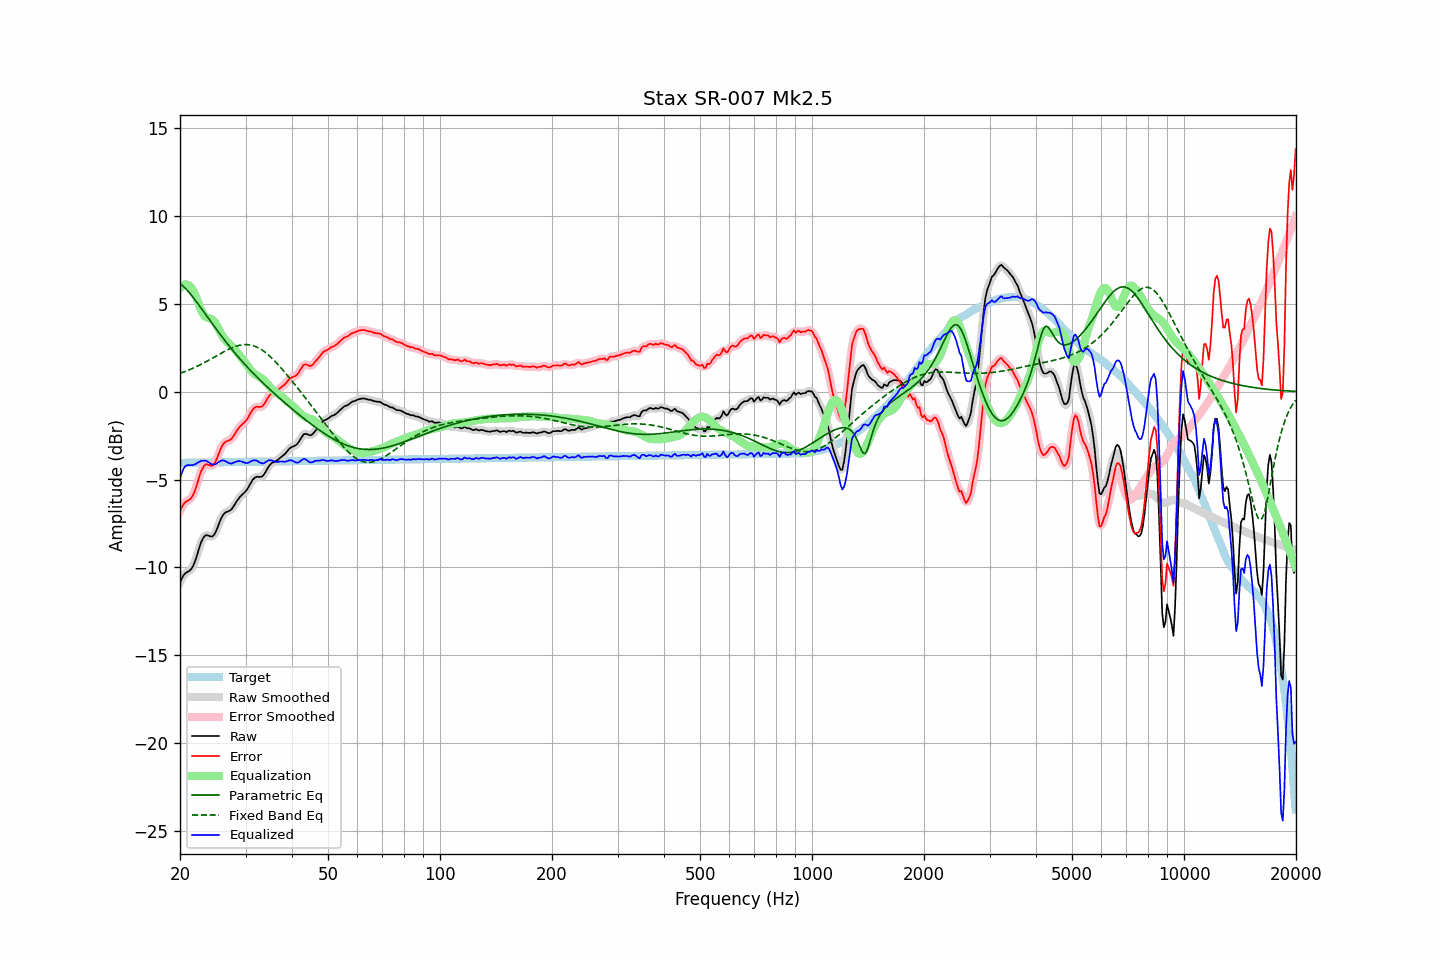 Stax SR-007 Mk2.5
Amplitude (dBr)
15
10
5
0
−5
−10
−15
−20
−25
Target
Raw Smoothed
Error Smoothed
Raw
Error
Equalization
Parametric Eq
Fixed Band Eq
Equalized
20 50 100 200 500 1000 2000 5000 10000 20000
Frequency (Hz)